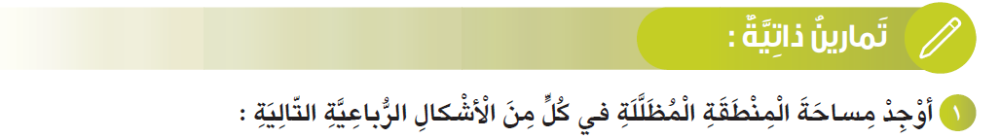 تَمارينٌ ذاتِيَّةٌ :
١ أَوْجِدْ مِساحَةَ الْمِنْطَقَةِ الْمُظَلَّلَةِ في كُلٍّ مِنَ الْأَشْكالِ الرُّباعِيَّةِ التّالِيَةِ :